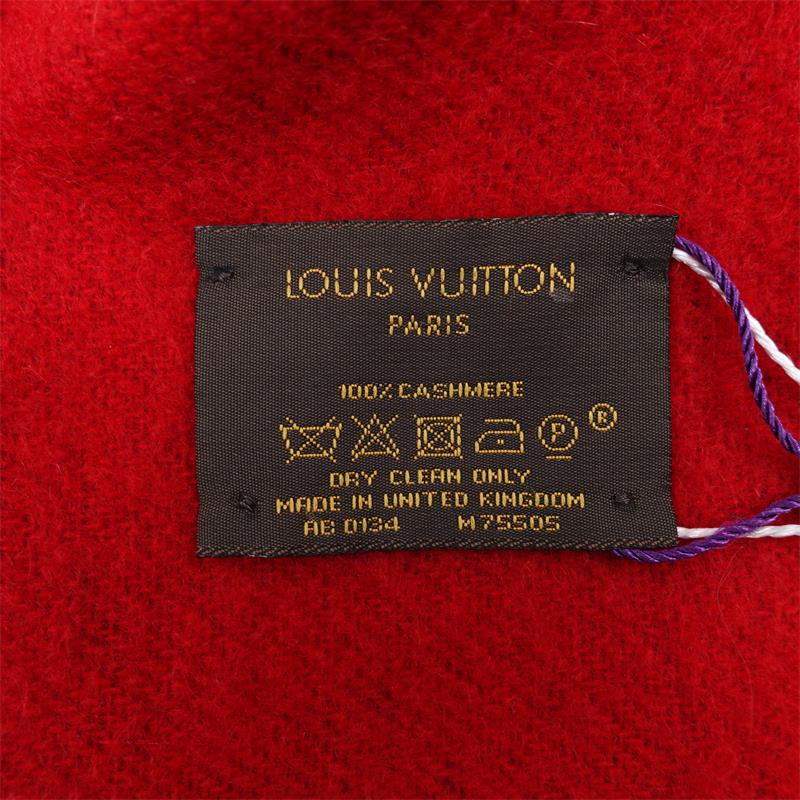 LOUIS VUITTON
PARIS
100% CASHMERE
P ®
DRY CLEAN ONLY
MADE IN UNITED KINGDOM
AB 0134 M75505